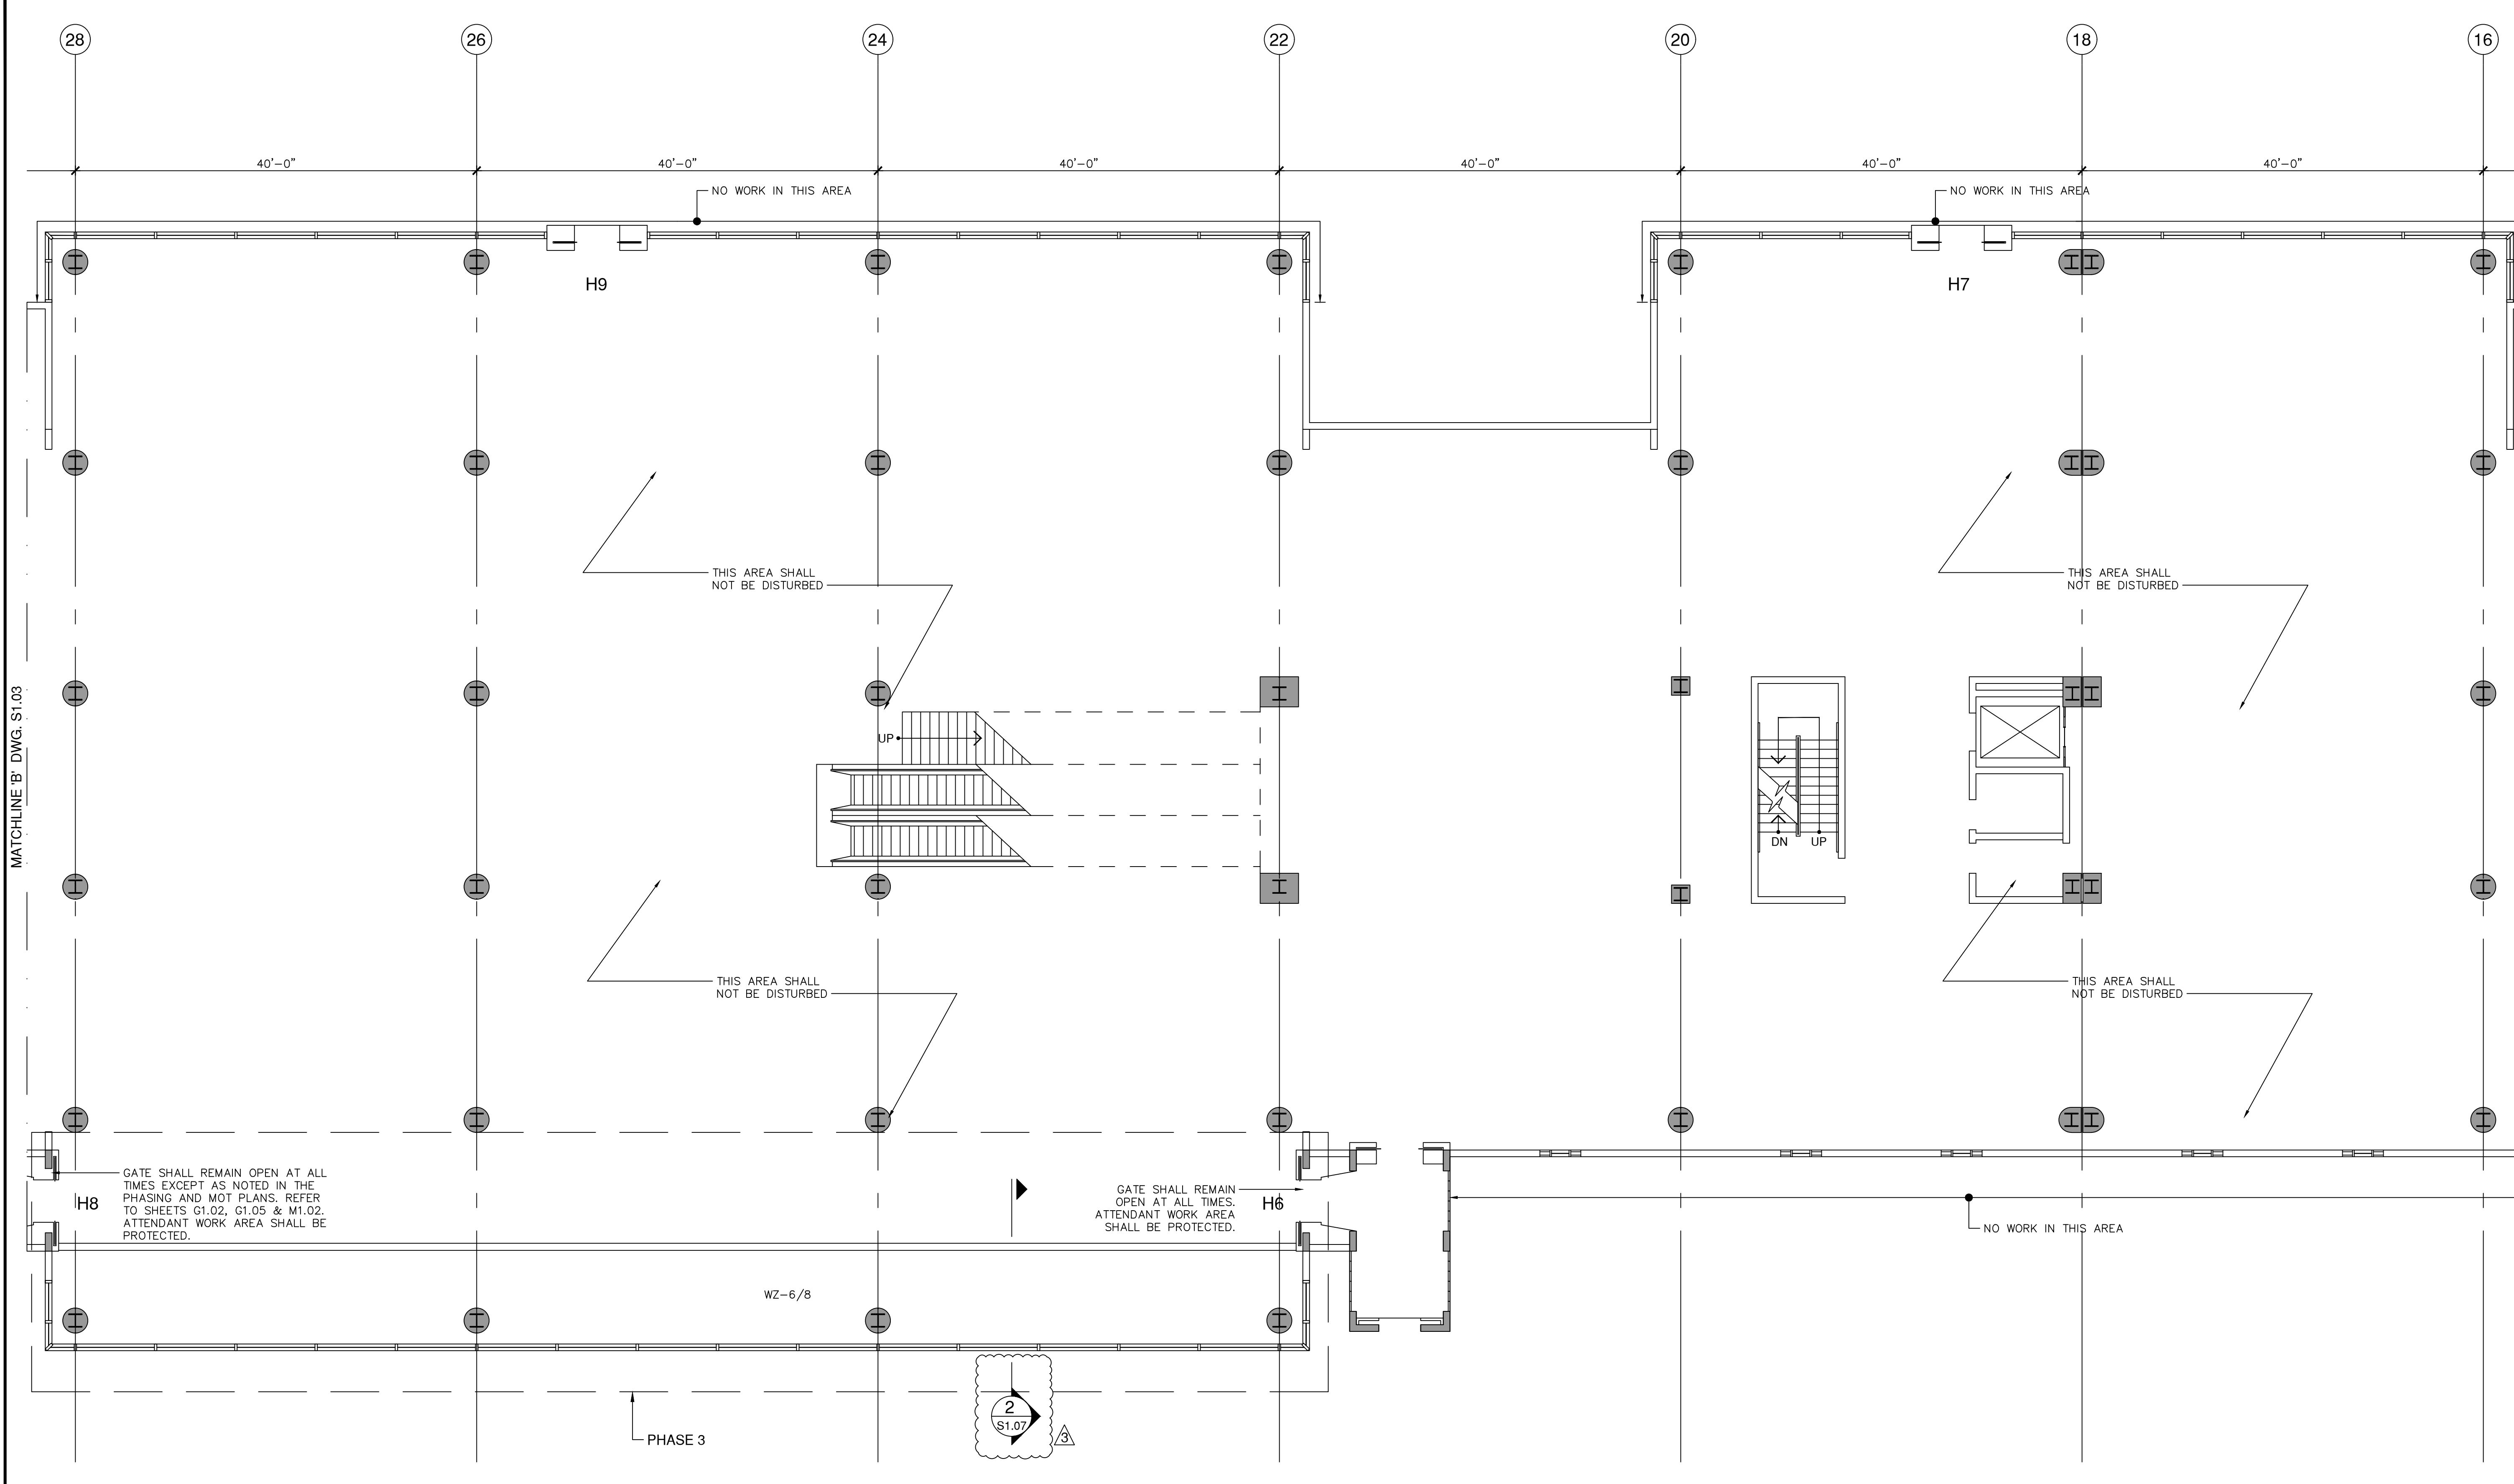 28
26
24
22
20
18
16
40'-0"
40'-0"
40'-0"
40'-0"
40'-0"
40'-0"
NO WORK IN THIS AREA
NO WORK IN THIS AREA
H9
H7
THIS AREA SHALL
NOT BE DISTURBED
THIS AREA SHALL
NOT BE DISTURBED
MATCHLINE 'B' DWG. S1.03
UP
DN
UP
THIS AREA SHALL
NOT BE DISTURBED
THIS AREA SHALL
NOT BE DISTURBED
GATE SHALL REMAIN OPEN AT ALL
TIMES EXCEPT AS NOTED IN THE
PHASING AND MOT PLANS. REFER
TO SHEETS G1.02, G1.05 & M1.02.
ATTENDANT WORK AREA SHALL BE
PROTECTED.
H8
GATE SHALL REMAIN
OPEN AT ALL TIMES.
ATTENDANT WORK AREA
SHALL BE PROTECTED.
H6
NO WORK IN THIS AREA
WZ-6/8
2
S1.07
3
PHASE 3